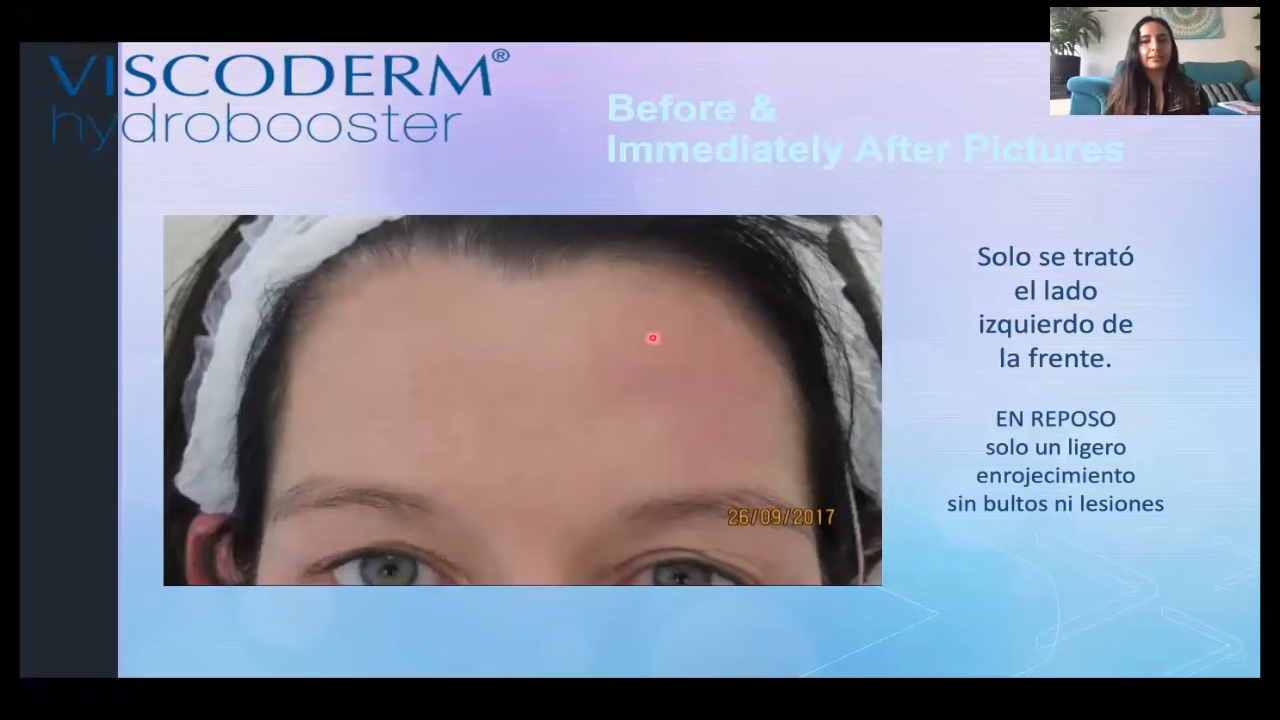 VISCODERM®
hydrobooster
Before &
Immediately After Pictures
Solo se trató
el lado
izquierdo de
la frente.
EN REPOSO
solo un ligero
enrojecimiento
sin bultos ni lesiones
26/09/2017